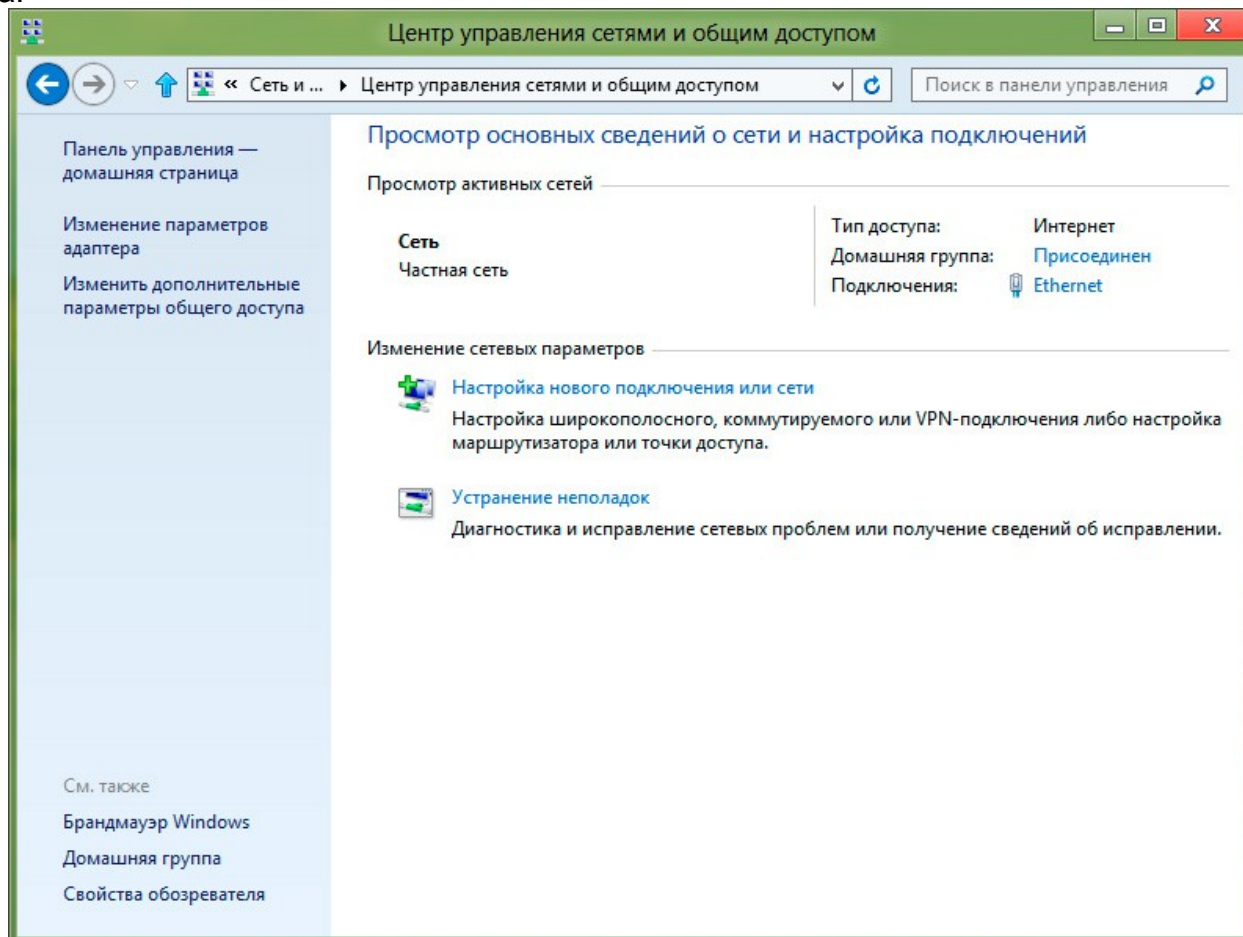 Центр управления сетями и общим доступом
« Сеть и ... Центр управления сетями и общим доступом
Поиск в панели управления
Панель управления —
домашняя страница
Изменение параметров
адаптера
Изменить дополнительные
параметры общего доступа
Просмотр основных сведений о сети и настройка подключений
Просмотр активных сетей
Сеть
Частная сеть
Тип доступа: Интернет
Домашняя группа: Присоединен
Подключения: Ethernet
Изменение сетевых параметров
Настройка нового подключения или сети
Настройка широкополосного, коммутируемого или VPN-подключения либо настройка
маршрутизатора или точки доступа.
Устранение неполадок
Диагностика и исправление сетевых проблем или получение сведений об исправлении.
См. также
Брандмауэр Windows
Домашняя группа
Свойства обозревателя